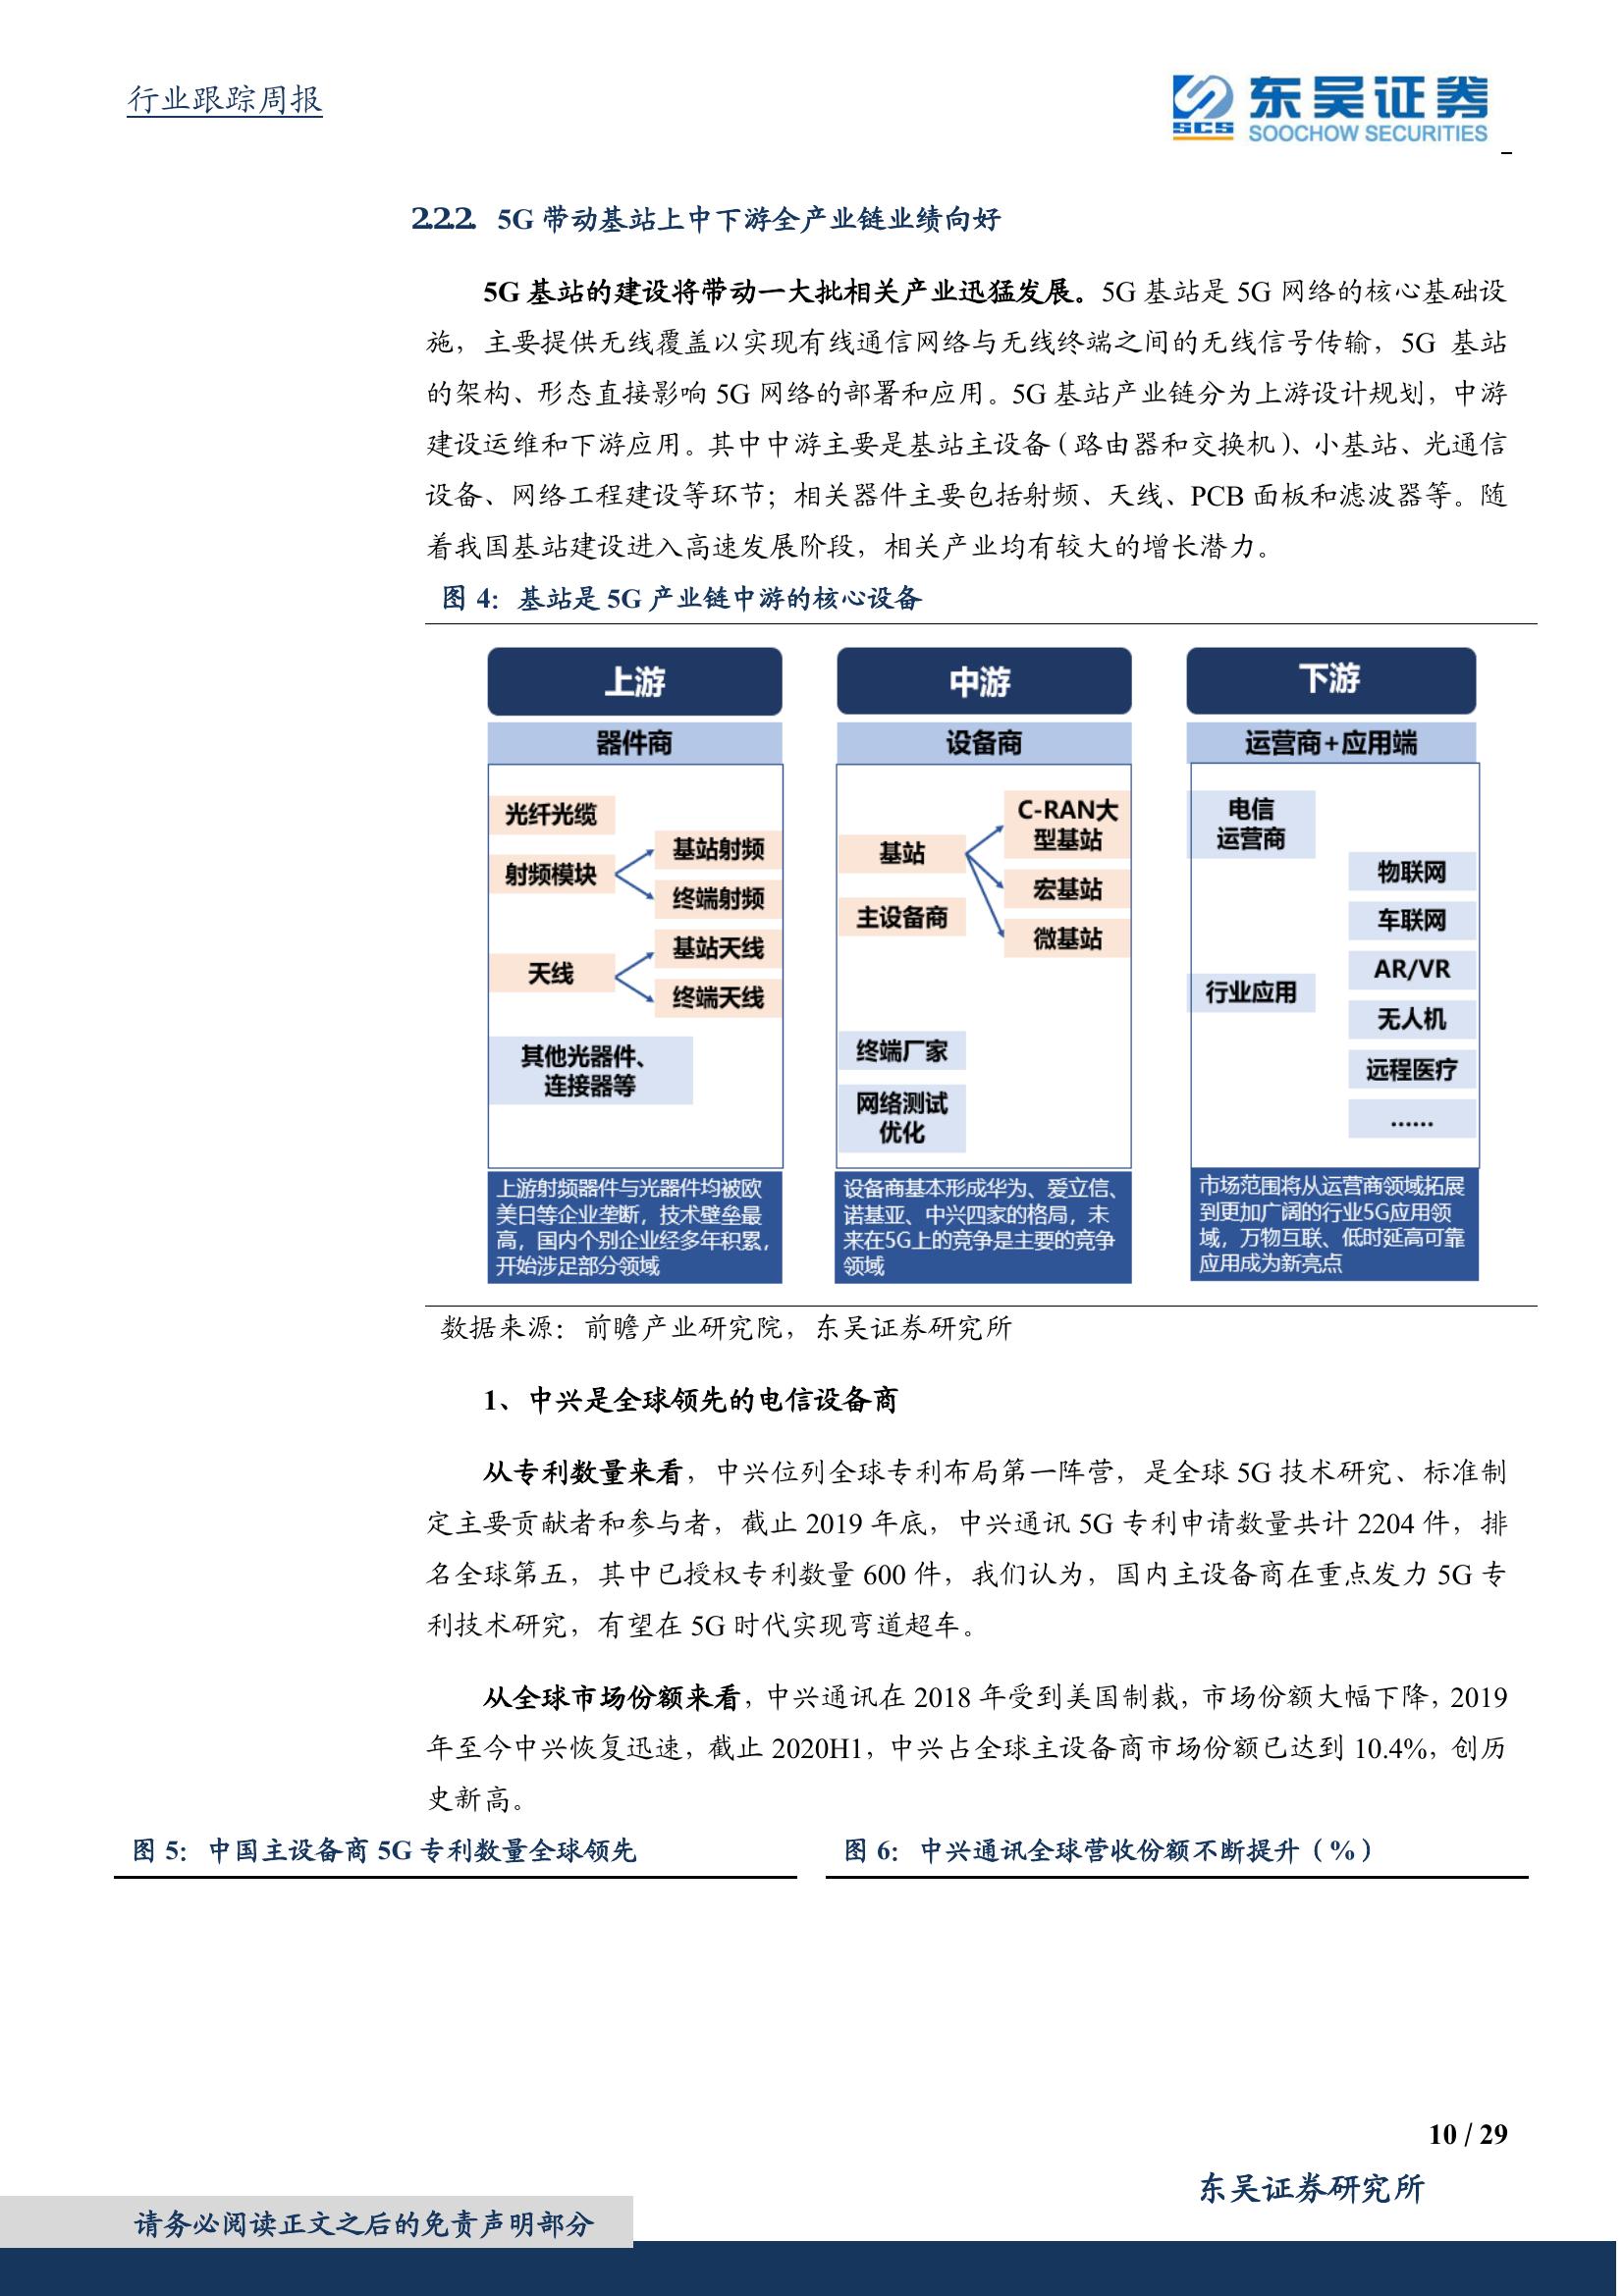 行业跟踪周报
东吴证券
SCS
SOOCHOW SECURITIES
2.2.2. 5G 带动基站上中下游全产业链业绩向好
5G 基站的建设将带动一大批相关产业迅猛发展。5G 基站是 5G 网络的核心基础设
施，主要提供无线覆盖以实现有线通信网络与无线终端之间的无线信号传输，5G 基站
的架构、形态直接影响 5G 网络的部署和应用。5G 基站产业链分为上游设计规划，中游
建设运维和下游应用。其中中游主要是基站主设备（路由器和交换机）、小基站、光通信
设备、网络工程建设等环节；相关器件主要包括射频、天线、PCB 面板和滤波器等。随
着我国基站建设进入高速发展阶段，相关产业均有较大的增长潜力。
图 4：基站是 5G 产业链中游的核心设备
上游
器件商
光纤光缆
射频模块
基站射频
终端射频
天线
基站天线
终端天线
其他光器件、
连接器等
上游射频器件与光器件均被欧
美日等企业垄断，技术壁垒最
高，国内个别企业经多年积累，
开始涉足部分领域
中游
设备商
基站
C-RAN大
型基站
宏基站
微基站
主设备商
终端厂家
网络测试
优化
设备商基本形成华为、爱立信、
诺基亚、中兴四家的格局，未
来在5G上的竞争是主要的竞争
领域
下游
运营商+应用端
电信
运营商
行业应用
物联网
车联网
AR/VR
无人机
远程医疗
……
市场范围将从运营商领域拓展
到更加广阔的行业5G应用领
域，万物互联、低时延高可靠
应用成为新亮点
数据来源：前瞻产业研究院，东吴证券研究所
1、中兴是全球领先的电信设备商
从专利数量来看，中兴位列全球专利布局第一阵营，是全球 5G 技术研究、标准制
定主要贡献者和参与者，截止 2019 年底，中兴通讯 5G 专利申请数量共计 2204 件，排
名全球第五，其中已授权专利数量 600 件，我们认为，国内主设备商在重点发力 5G 专
利技术研究，有望在 5G 时代实现弯道超车。
从全球市场份额来看，中兴通讯在 2018 年受到美国制裁，市场份额大幅下降，2019
年至今中兴恢复迅速，截止 2020H1，中兴占全球主设备商市场份额已达到 10.4%，创历
史新高。
图 5：中国主设备商 5G 专利数量全球领先
图 6：中兴通讯全球营收份额不断提升（%）
10 / 29
东吴证券研究所
请务必阅读正文之后的免责声明部分